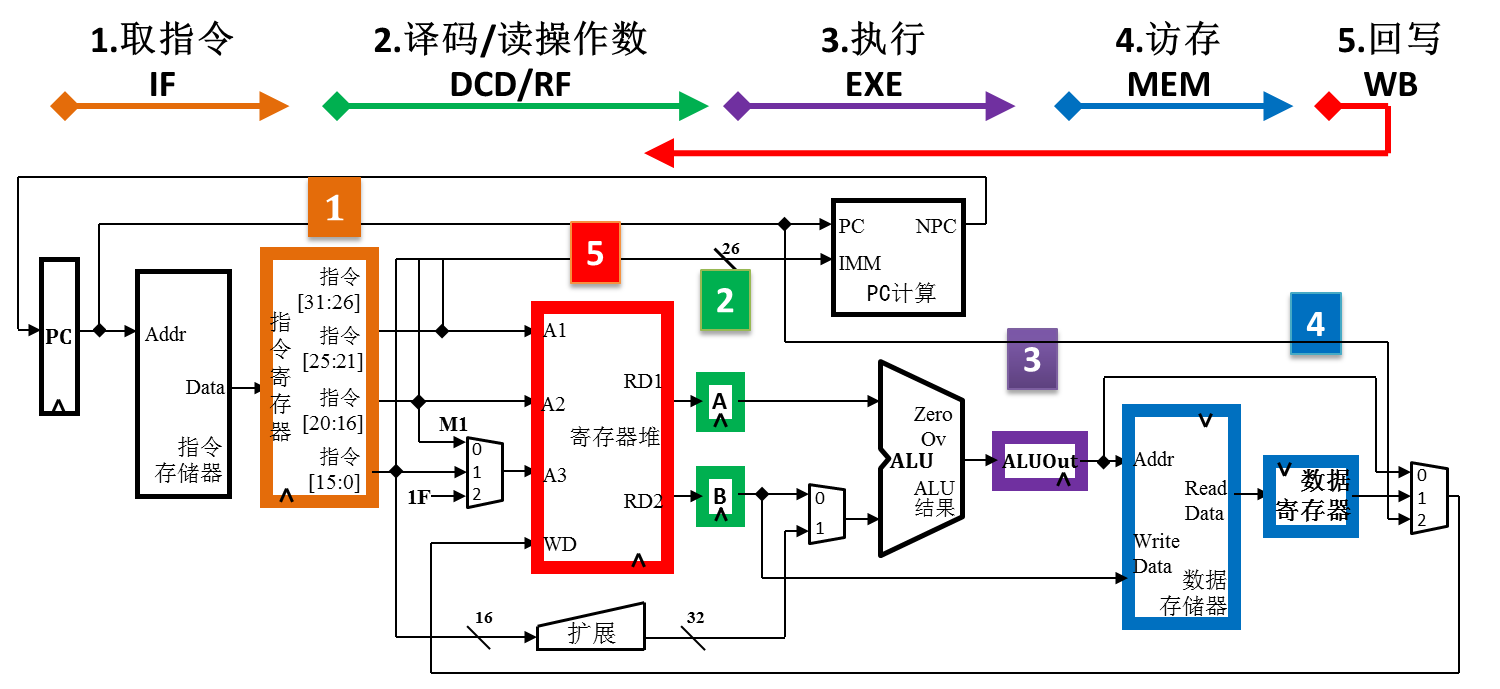 1.取指令
IF
2.译码/读操作数
DCD/RF
3.执行
EXE
4.访存
MEM
5.回写
WB
1
5
2
26
3
4
PC
NPC
IMM
PC计算
PC
Addr
Data
指令
存储器
指令寄存器
指令
[31:26]
指令
[25:21]
指令
[20:16]
指令
[15:0]
M1
0
1
2
1F
A1
A2
A3
WD
RD1
RD2
寄存器堆
A
B
0
1
Zero
Ov
ALU
ALU
结果
ALUOut
Addr
Read
Data
Write
Data
数据
存储器
数据
寄存器
0
1
2
16
扩展
32